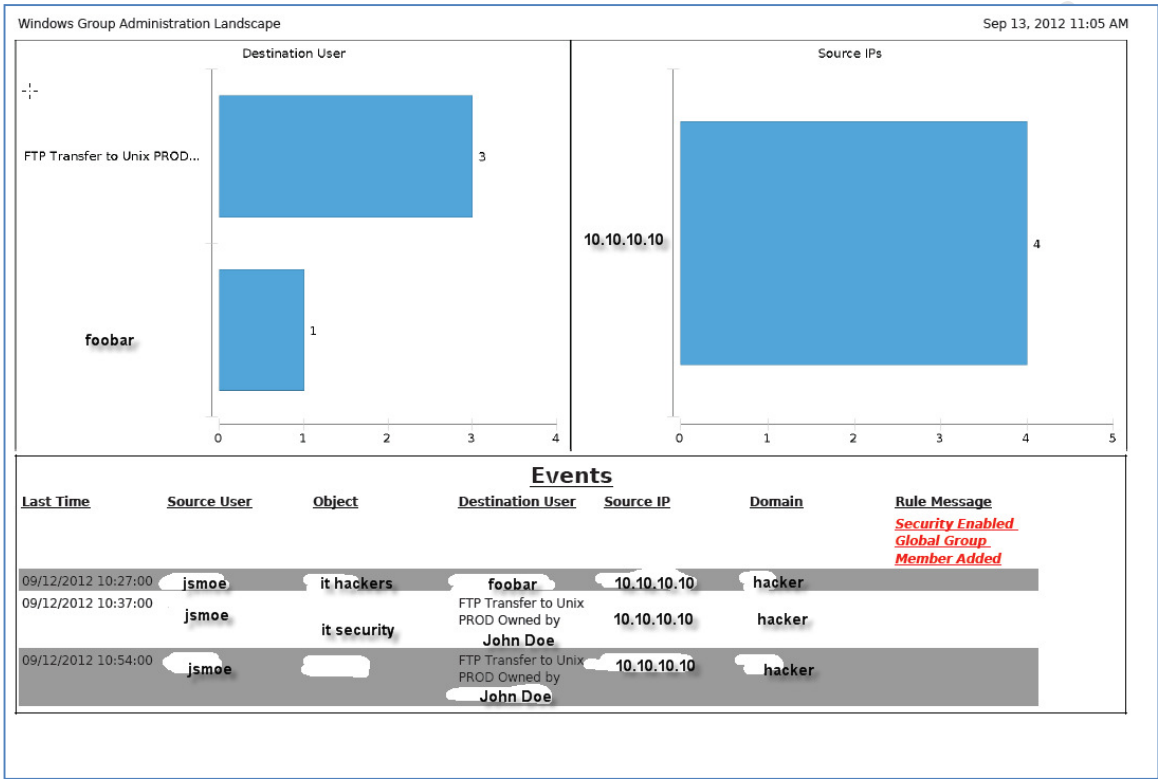 Windows Group Administration Landscape Sep 13, 2012 11:05 AM
Destination User
FTP Transfer to Unix PROD...
3
foobar
1
0 1 2 3 4
Source IPs
10.10.10.10
4
0 1 2 3 4 5
Events
Last Time Source User Object Destination User Source IP Domain Rule Message
Security Enabled
Global Group
Member Added
09/12/2012 10:27:00 jsmoe it hackers foobar 10.10.10.10 hacker
09/12/2012 10:37:00 jsmoe it security FTP Transfer to Unix 10.10.10.10 hacker
PROD Owned by
John Doe
09/12/2012 10:54:00 jsmoe FTP Transfer to Unix 10.10.10.10 hacker
PROD Owned by
John Doe